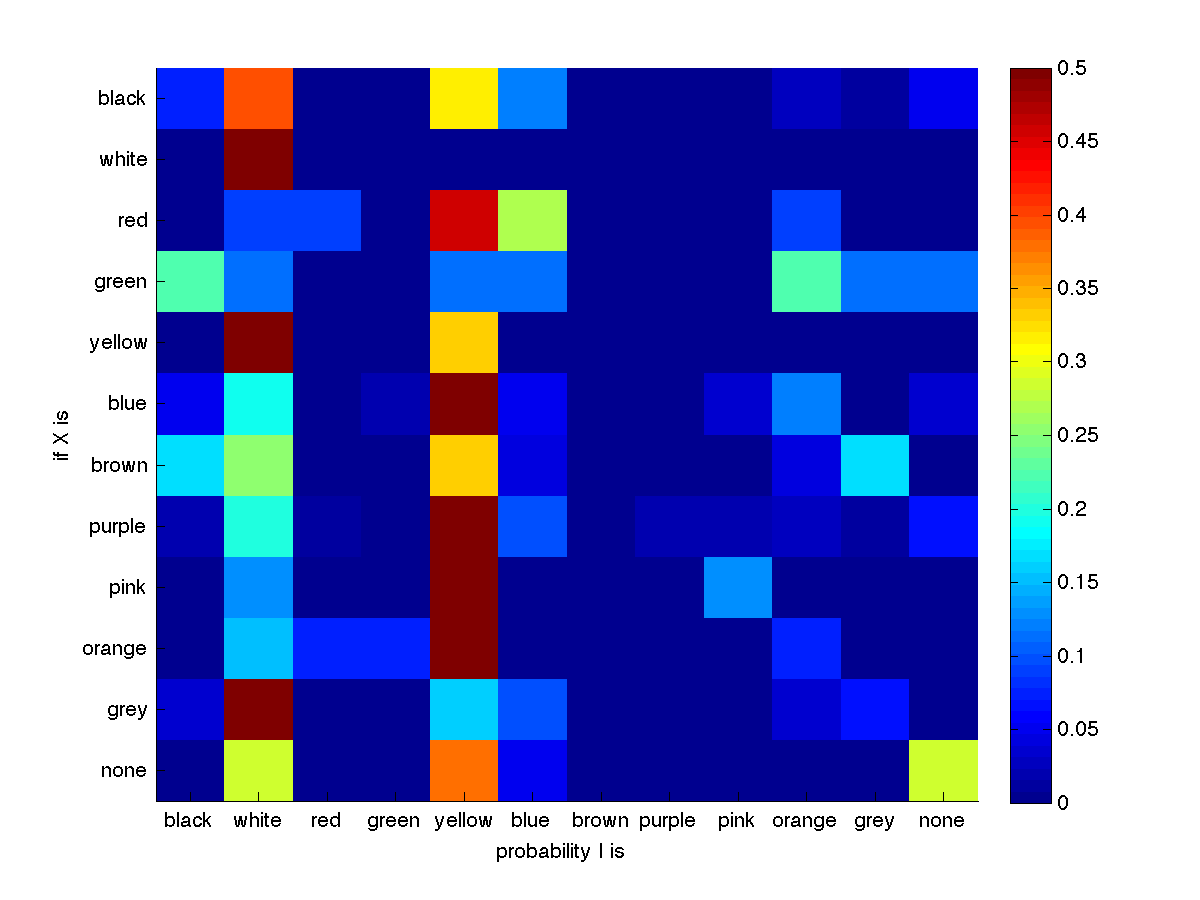 0.5
black
0.45
white
0.4
red
0.35
green
0.3
yellow
0.25
blue
if X is
brown
0.2
purple
0.15
pink
0.1
orange
0.05
grey
none
0
black white red green yellow blue brown purple pink orange grey none
probability I is